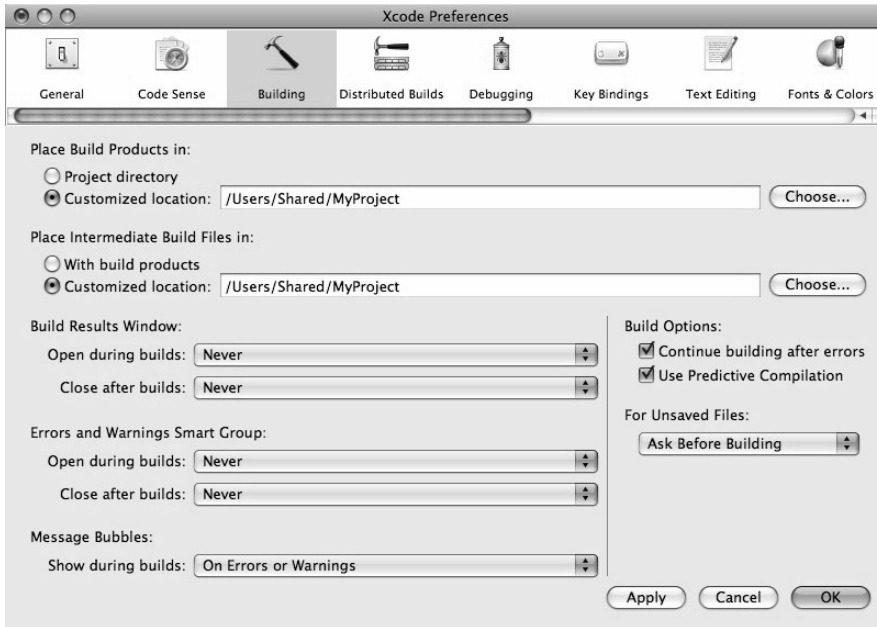 Xcode Preferences
General Code Sense Building Distributed Builds Debugging Key Bindings Text Editing Fonts & Colors
Place Build Products in:
Project directory
Customized location: /Users/Shared/MyProject Choose...
Place Intermediate Build Files in:
With build products
Customized location: /Users/Shared/MyProject Choose...
Build Results Window:
Open during builds: Never
Close after builds: Never
Errors and Warnings Smart Group:
Open during builds: Never
Close after builds: Never
Message Bubbles:
Show during builds: On Errors or Warnings
Build Options:
Continue building after errors
Use Predictive Compilation
For Unsaved Files:
Ask Before Building
Apply Cancel OK